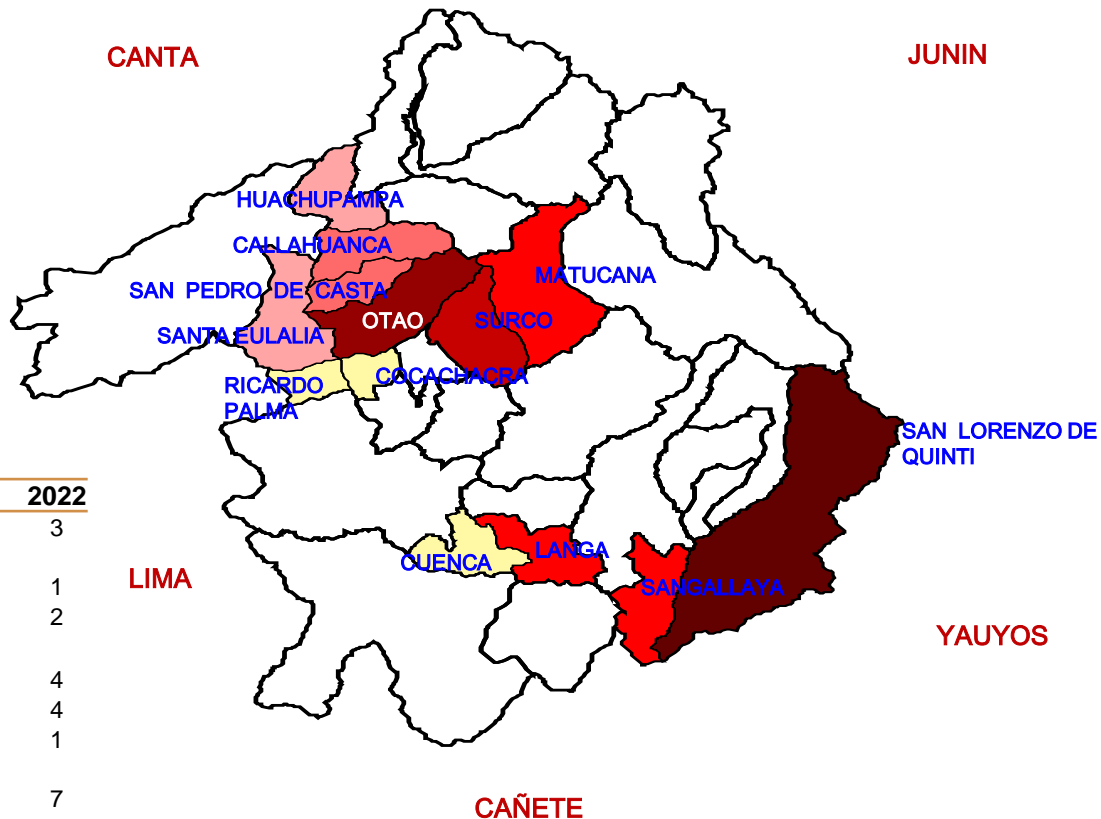 CANTA
JUNIN
HUACHUPAMPA
CALLAHUANCA
MATUCANA
SAN PEDRO DE CASTA
OTAO
SURCO
SANTA EULALIA
COCACHACRA
RICARDO
PALMA
SAN LORENZO DE
QUINTI
2022
3
LANGA
CUENCA
LIMA
1
SANGALLAYA
2
YAUYOS
4
4
1
7
CAÑETE